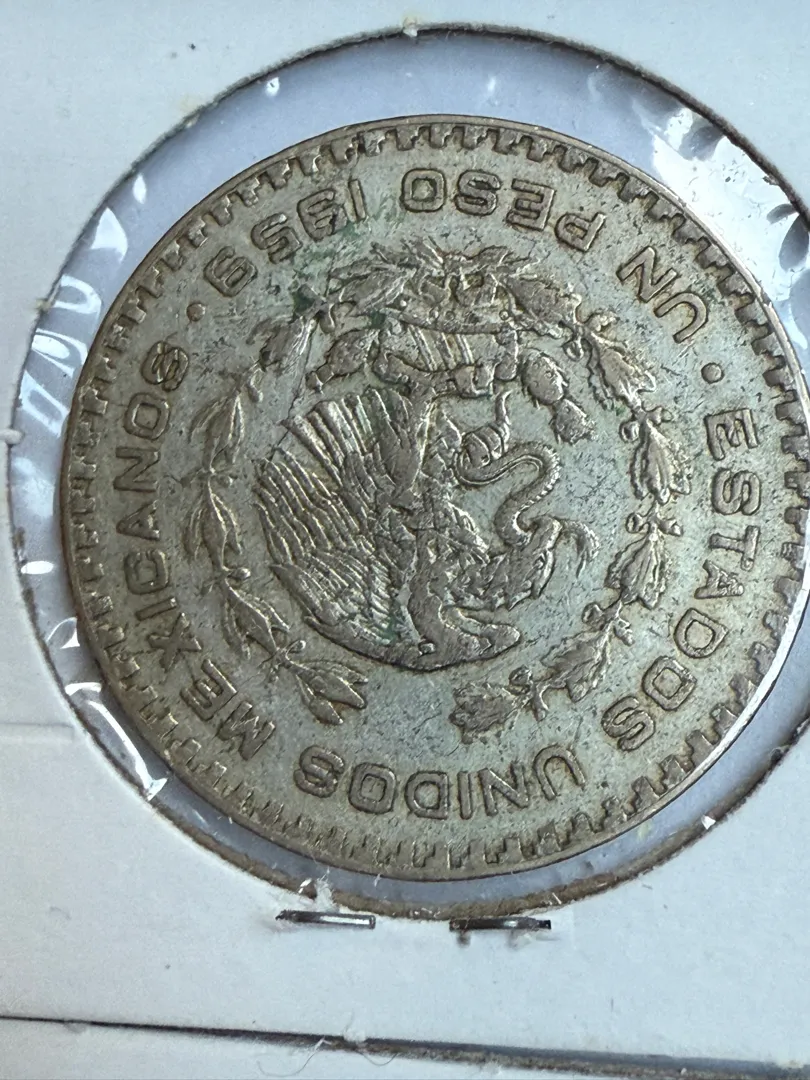 ESTADOS UNIDOS MEXICANOS
UN PESO 1959